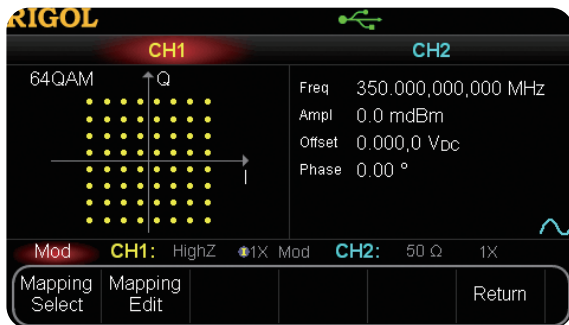 RIGOL
CH1 CH2
64QAM Q
I
Freq 350.000,000,000 MHz
Ampl 0.0 mdBm
Offset 0.000,0 VDC
Phase 0.00 °
Mod CH1: HighZ 1X Mod CH2: 50 Ω 1X
Mapping Select
Mapping Edit
Return